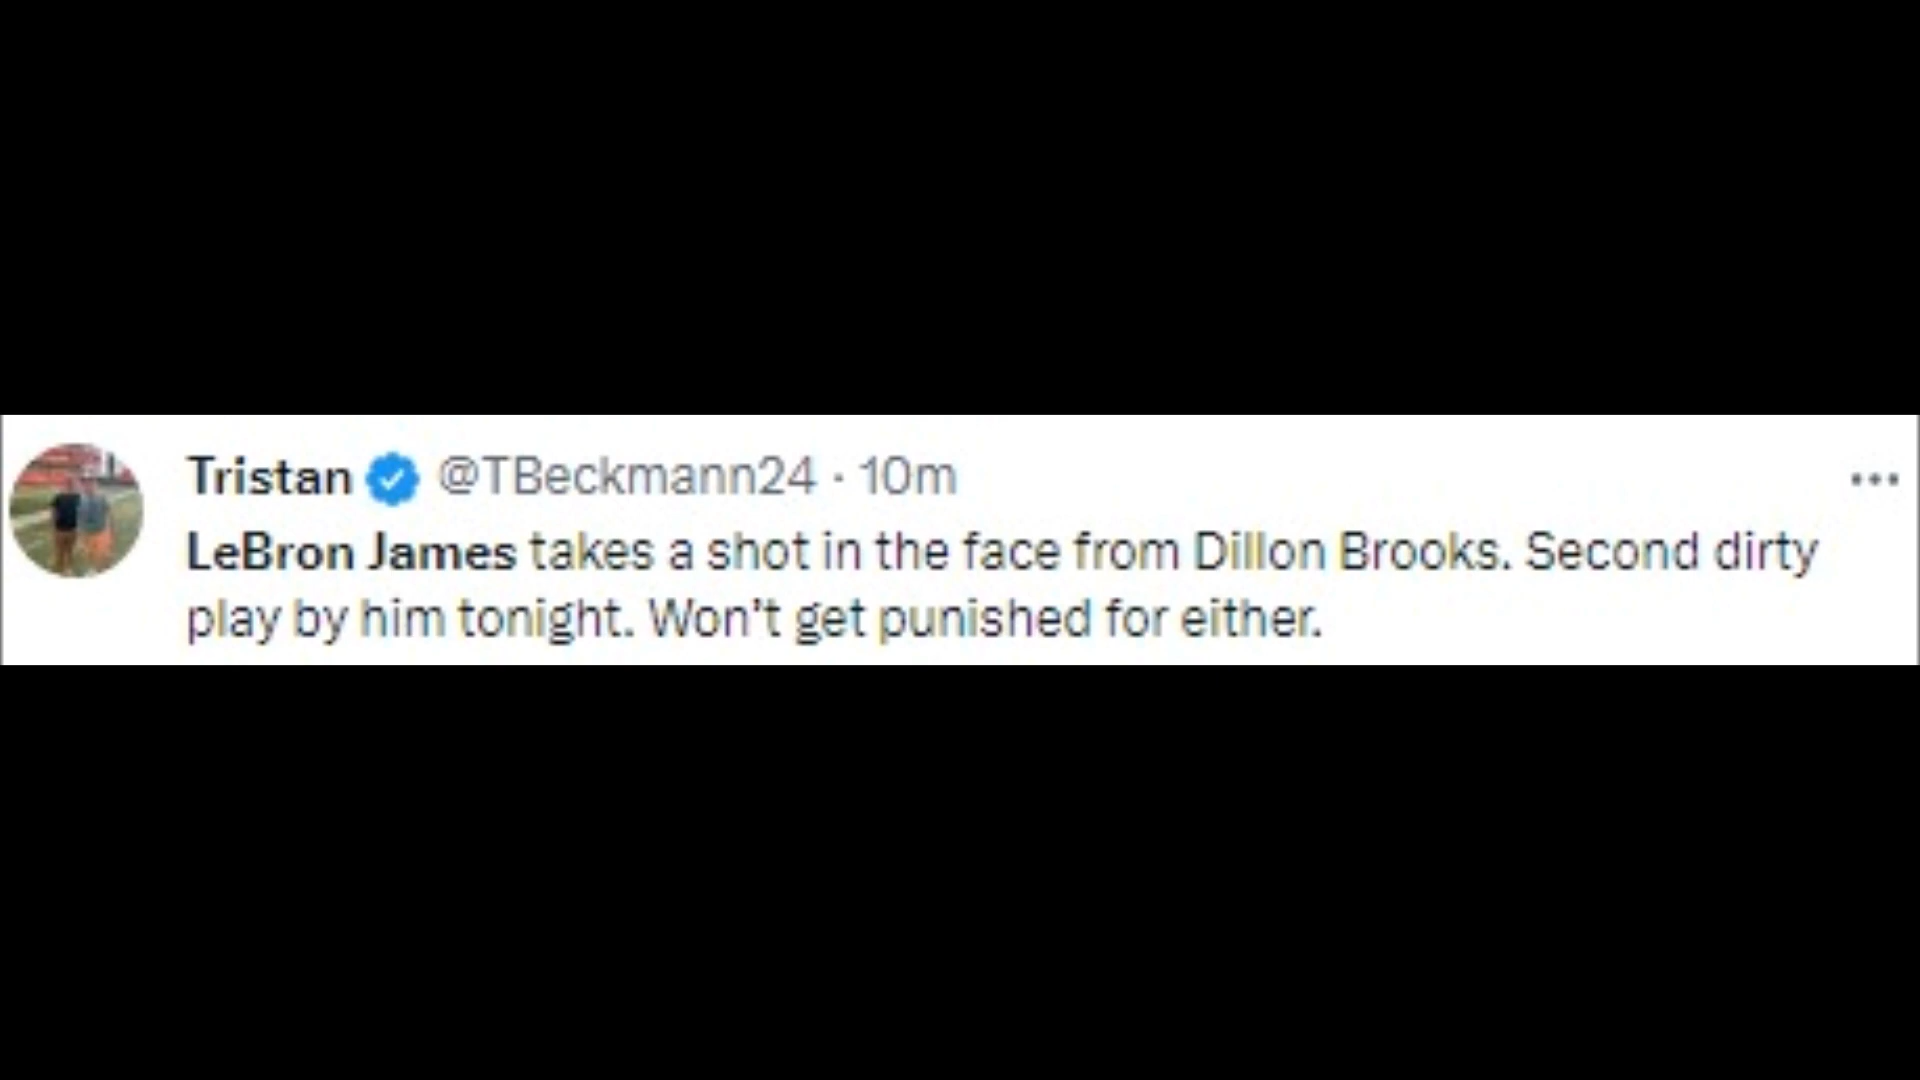 Tristan @TBeckmann24 · 10m
LeBron James takes a shot in the face from Dillon Brooks. Second dirty
play by him tonight. Won't get punished for either.